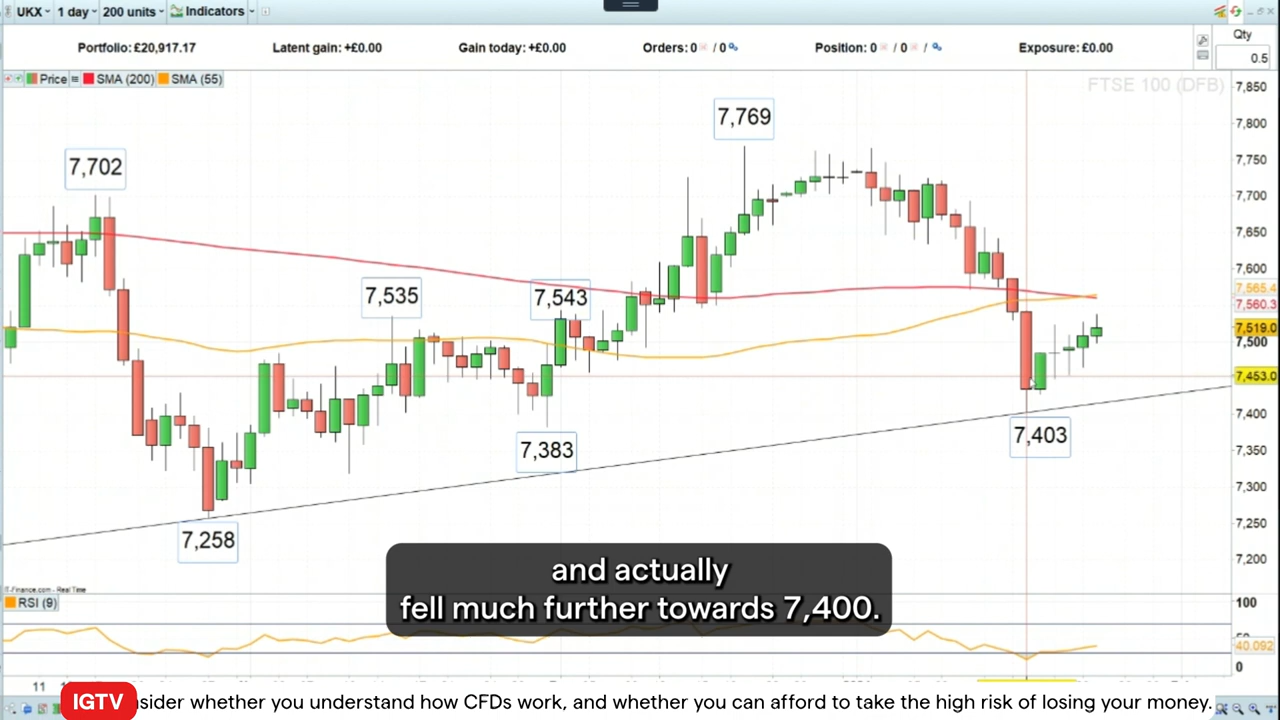 UKX 1 day 200 units Indicators
Portfolio: £20,917.17 Latent gain: +£0.00 Gain today: +£0.00 Orders: 0 / 0 Position: 0 / 0 / Exposure: £0.00
Qty
0.5
Price SMA (200) SMA (55)
FTSE 100 (DFB)
7,850
7,769
7,800
7,702
7,750
7,700
7,650
7,600
7,535
7,543
7,565.4
7,560.3
7,519.0
7,500
7,453.0
7,400
7,383
7,403
7,350
7,300
7,258
7,250
7,200
and actually
fell much further towards 7,400.
IT-Finance.com - Real Time
RSI (9)
100
40.092
0
11
IGTV
sider whether you understand how CFDs work, and whether you can afford to take the high risk of losing your money.